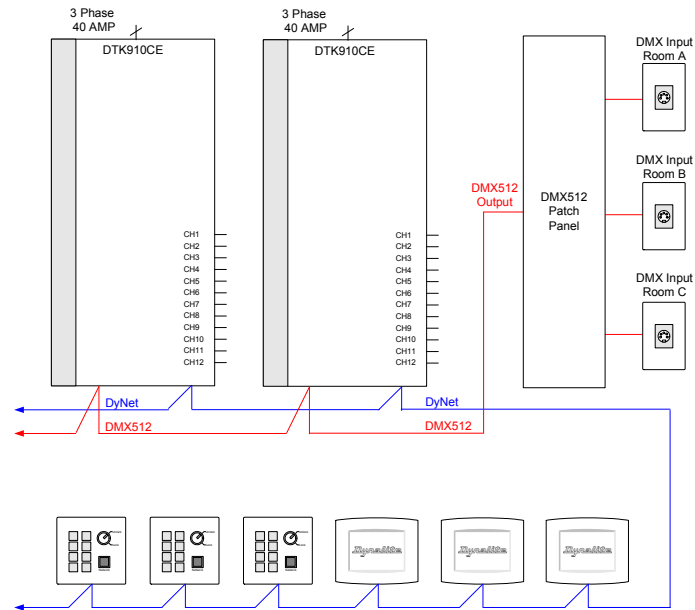 3 Phase
40 AMP
DTK910CE
CH1
CH2
CH3
CH4
CH5
CH6
CH7
CH8
CH9
CH10
CH11
CH12
3 Phase
40 AMP
DTK910CE
CH1
CH2
CH3
CH4
CH5
CH6
CH7
CH8
CH9
CH10
CH11
CH12
DMX512
Output
DMX512
Patch
Panel
DMX Input
Room A
DMX Input
Room B
DMX Input
Room C
DyNet
DMX512
DyNet
DMX512
Dynalite
Dynalite
Dynalite